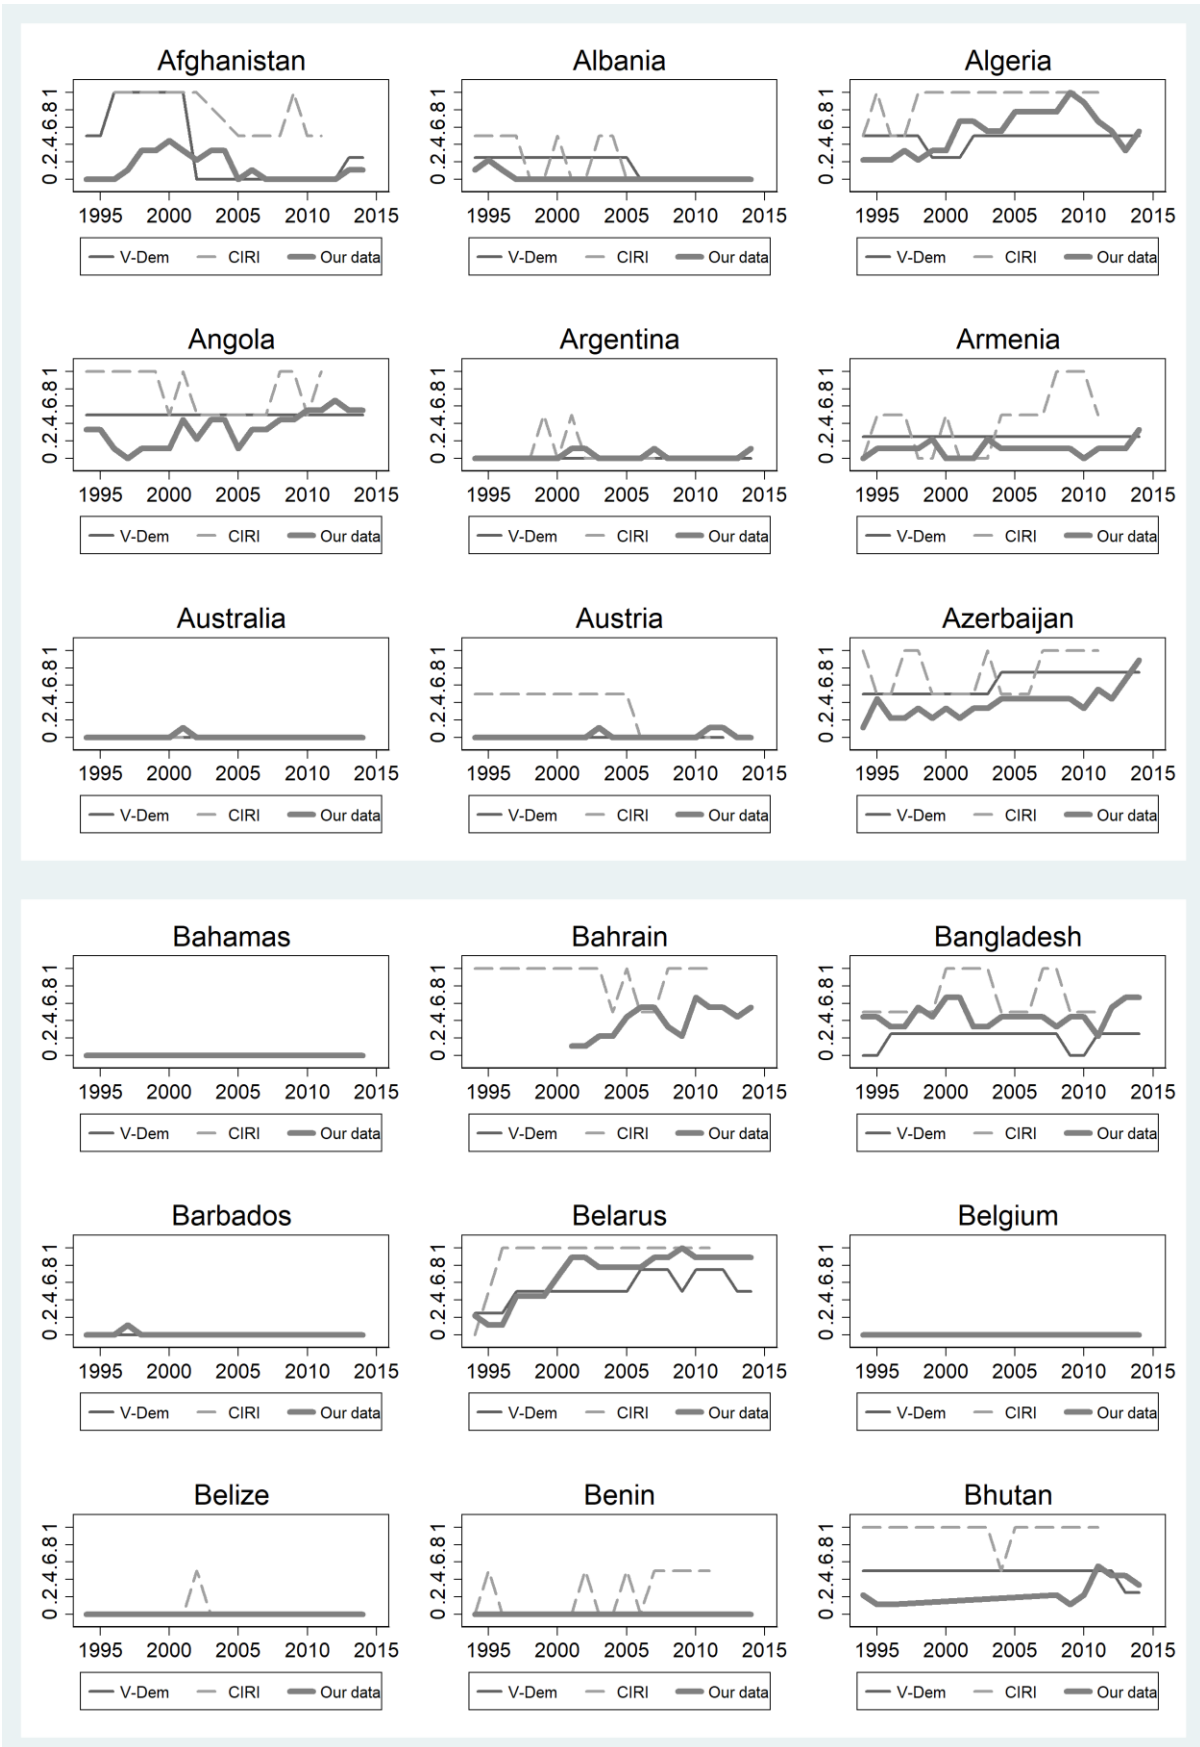 Afghanistan Albania Algeria
0 .2 .4 .6 .8 1 0 .2 .4 .6 .8 1 0 .2 .4 .6 .8 1
1995 2000 2005 2010 2015 1995 2000 2005 2010 2015 1995 2000 2005 2010 2015
V-Dem CIRI Our data V-Dem CIRI Our data V-Dem CIRI Our data
Angola Argentina Armenia
0 .2 .4 .6 .8 1 0 .2 .4 .6 .8 1 0 .2 .4 .6 .8 1
1995 2000 2005 2010 2015 1995 2000 2005 2010 2015 1995 2000 2005 2010 2015
V-Dem CIRI Our data V-Dem CIRI Our data V-Dem CIRI Our data
Australia Austria Azerbaijan
0 .2 .4 .6 .8 1 0 .2 .4 .6 .8 1 0 .2 .4 .6 .8 1
1995 2000 2005 2010 2015 1995 2000 2005 2010 2015 1995 2000 2005 2010 2015
V-Dem CIRI Our data V-Dem CIRI Our data V-Dem CIRI Our data
Bahamas Bahrain Bangladesh
0 .2 .4 .6 .8 1 0 .2 .4 .6 .8 1 0 .2 .4 .6 .8 1
1995 2000 2005 2010 2015 1995 2000 2005 2010 2015 1995 2000 2005 2010 2015
V-Dem CIRI Our data V-Dem CIRI Our data V-Dem CIRI Our data
Barbados Belarus Belgium
0 .2 .4 .6 .8 1 0 .2 .4 .6 .8 1 0 .2 .4 .6 .8 1
1995 2000 2005 2010 2015 1995 2000 2005 2010 2015 1995 2000 2005 2010 2015
V-Dem CIRI Our data V-Dem CIRI Our data V-Dem CIRI Our data
Belize Benin Bhutan
0 .2 .4 .6 .8 1 0 .2 .4 .6 .8 1 0 .2 .4 .6 .8 1
1995 2000 2005 2010 2015 1995 2000 2005 2010 2015 1995 2000 2005 2010 2015
V-Dem CIRI Our data V-Dem CIRI Our data V-Dem CIRI Our data